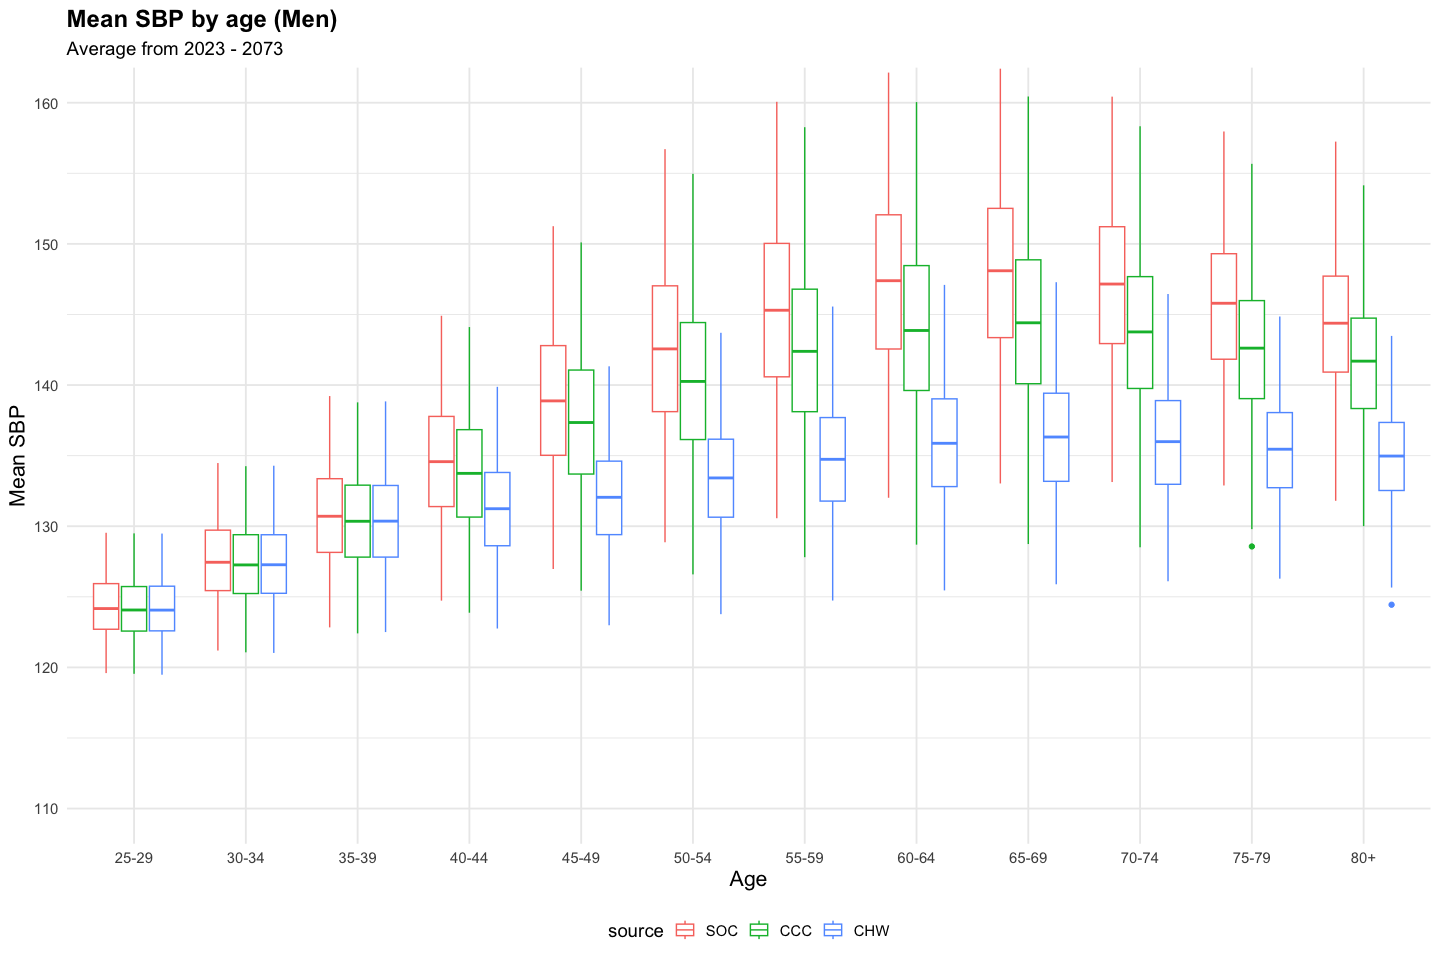 Mean SBP by age (Men)
Average from 2023 - 2073
Mean SBP
160
150
140
130
120
110
25-29 30-34 35-39 40-44 45-49 50-54 55-59 60-64 65-69 70-74 75-79 80+
Age
source SOC CCC CHW